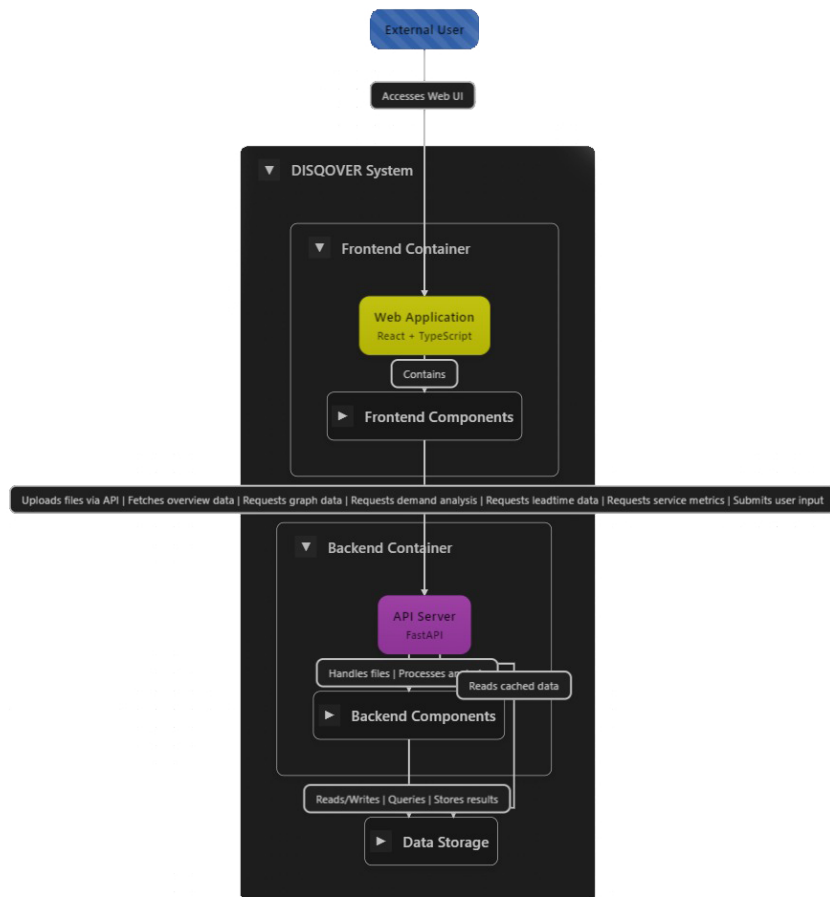 External User
Accesses Web UI
DISQOVER System
Frontend Container
Web Application
React + TypeScript
Contains
Frontend Components
Uploads files via API | Fetches overview data | Requests graph data | Requests demand analysis | Requests leadtime data | Requests service metrics | Submits user input
Backend Container
API Server
FastAPI
Handles files | Processes
Reads cached data
Backend Components
Reads/Writes | Queries | Stores results
Data Storage